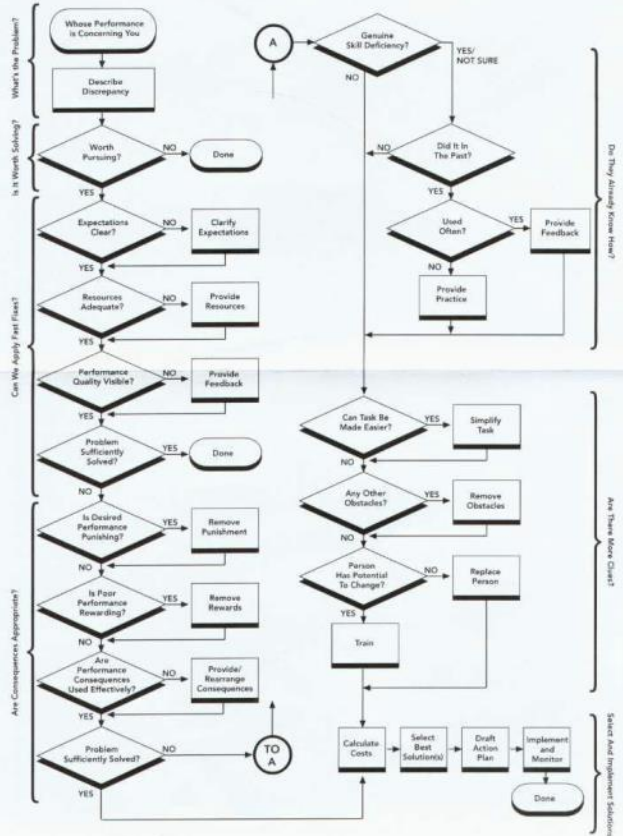 What's the Problem?
Whose Performance
is Concerning You
Describe
Discrepancy
Is It Worth Solving?
Worth
Pursuing?
NO
Done
YES
Can We Apply Fast Fixes?
Expectations
Clear?
NO
Clarify
Expectations
YES
Resources
Adequate?
NO
Provide
Resources
YES
Performance
Quality Visible?
NO
Provide
Feedback
YES
Problem
Sufficiently
Solved?
YES
Done
NO
Are Consequences Appropriate?
Is Desired
Performance
Punishing?
YES
Remove
Punishment
NO
Is Poor
Performance
Rewarding?
YES
Remove
Rewards
NO
Are
Performance
Consequences
Used Effectively?
NO
Provide/
Rearrange
Consequences
YES
Problem
Sufficiently Solved?
NO
TO
A
YES
A
Genuine
Skill Deficiency?
YES/
NOT SURE
NO
Do They Already Know How?
Did It In
The Past?
NO
YES
Used
Often?
YES
Provide
Feedback
NO
Provide
Practice
Are There More Clues?
Can Task Be
Made Easier?
YES
Simplify
Task
NO
Any Other
Obstacles?
YES
Remove
Obstacles
NO
Person
Has Potential
To Change?
NO
Replace
Person
YES
Train
Select And Implement Solutions
Calculate
Costs
Select
Best
Solution(s)
Draft
Action
Plan
Implement
and
Monitor
Done